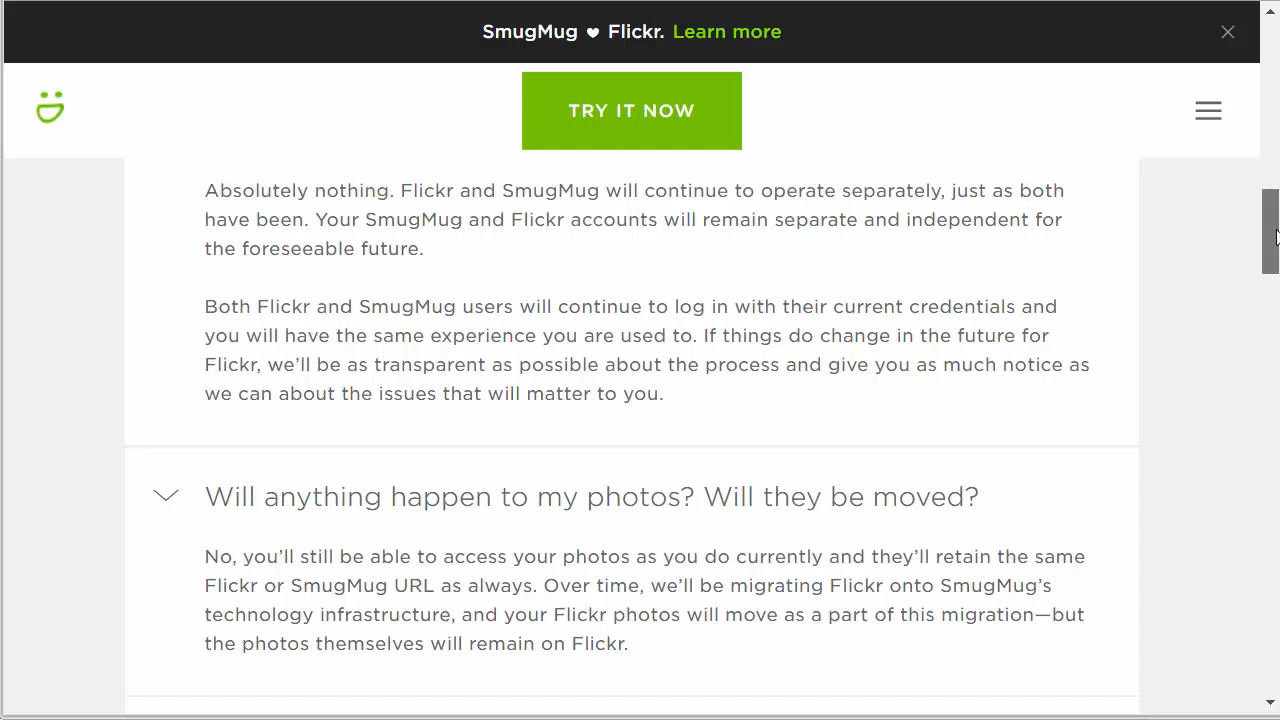 SmugMug ♥ Flickr. Learn more
TRY IT NOW
Absolutely nothing. Flickr and SmugMug will continue to operate separately, just as both
have been. Your SmugMug and Flickr accounts will remain separate and independent for
the foreseeable future.
Both Flickr and SmugMug users will continue to log in with their current credentials and
you will have the same experience you are used to. If things do change in the future for
Flickr, we’ll be as transparent as possible about the process and give you as much notice as
we can about the issues that will matter to you.
Will anything happen to my photos? Will they be moved?
No, you’ll still be able to access your photos as you do currently and they’ll retain the same
Flickr or SmugMug URL as always. Over time, we’ll be migrating Flickr onto SmugMug’s
technology infrastructure, and your Flickr photos will move as a part of this migration—but
the photos themselves will remain on Flickr.